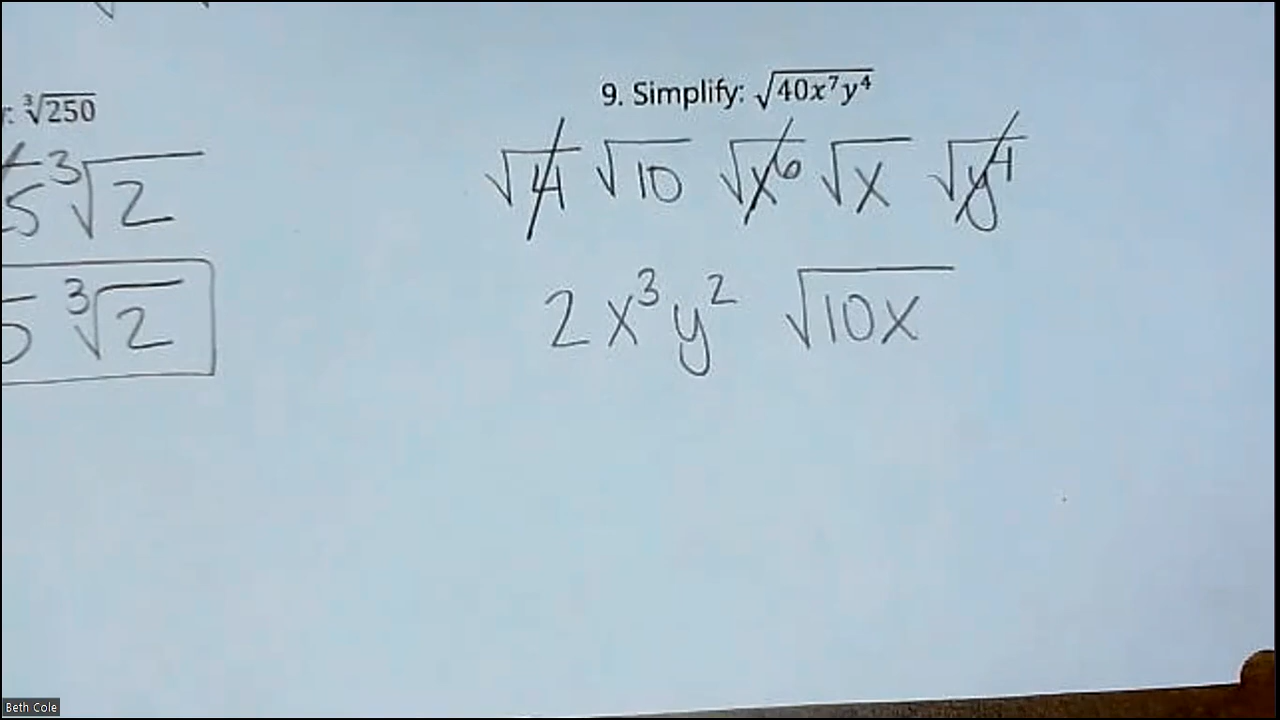 r: ∛250
9. Simplify: √40x⁷y⁴
5 ∛2
√4 √10 √x⁶ √x √y⁴
5 ∛2
2x³y² √10x
Beth Cole